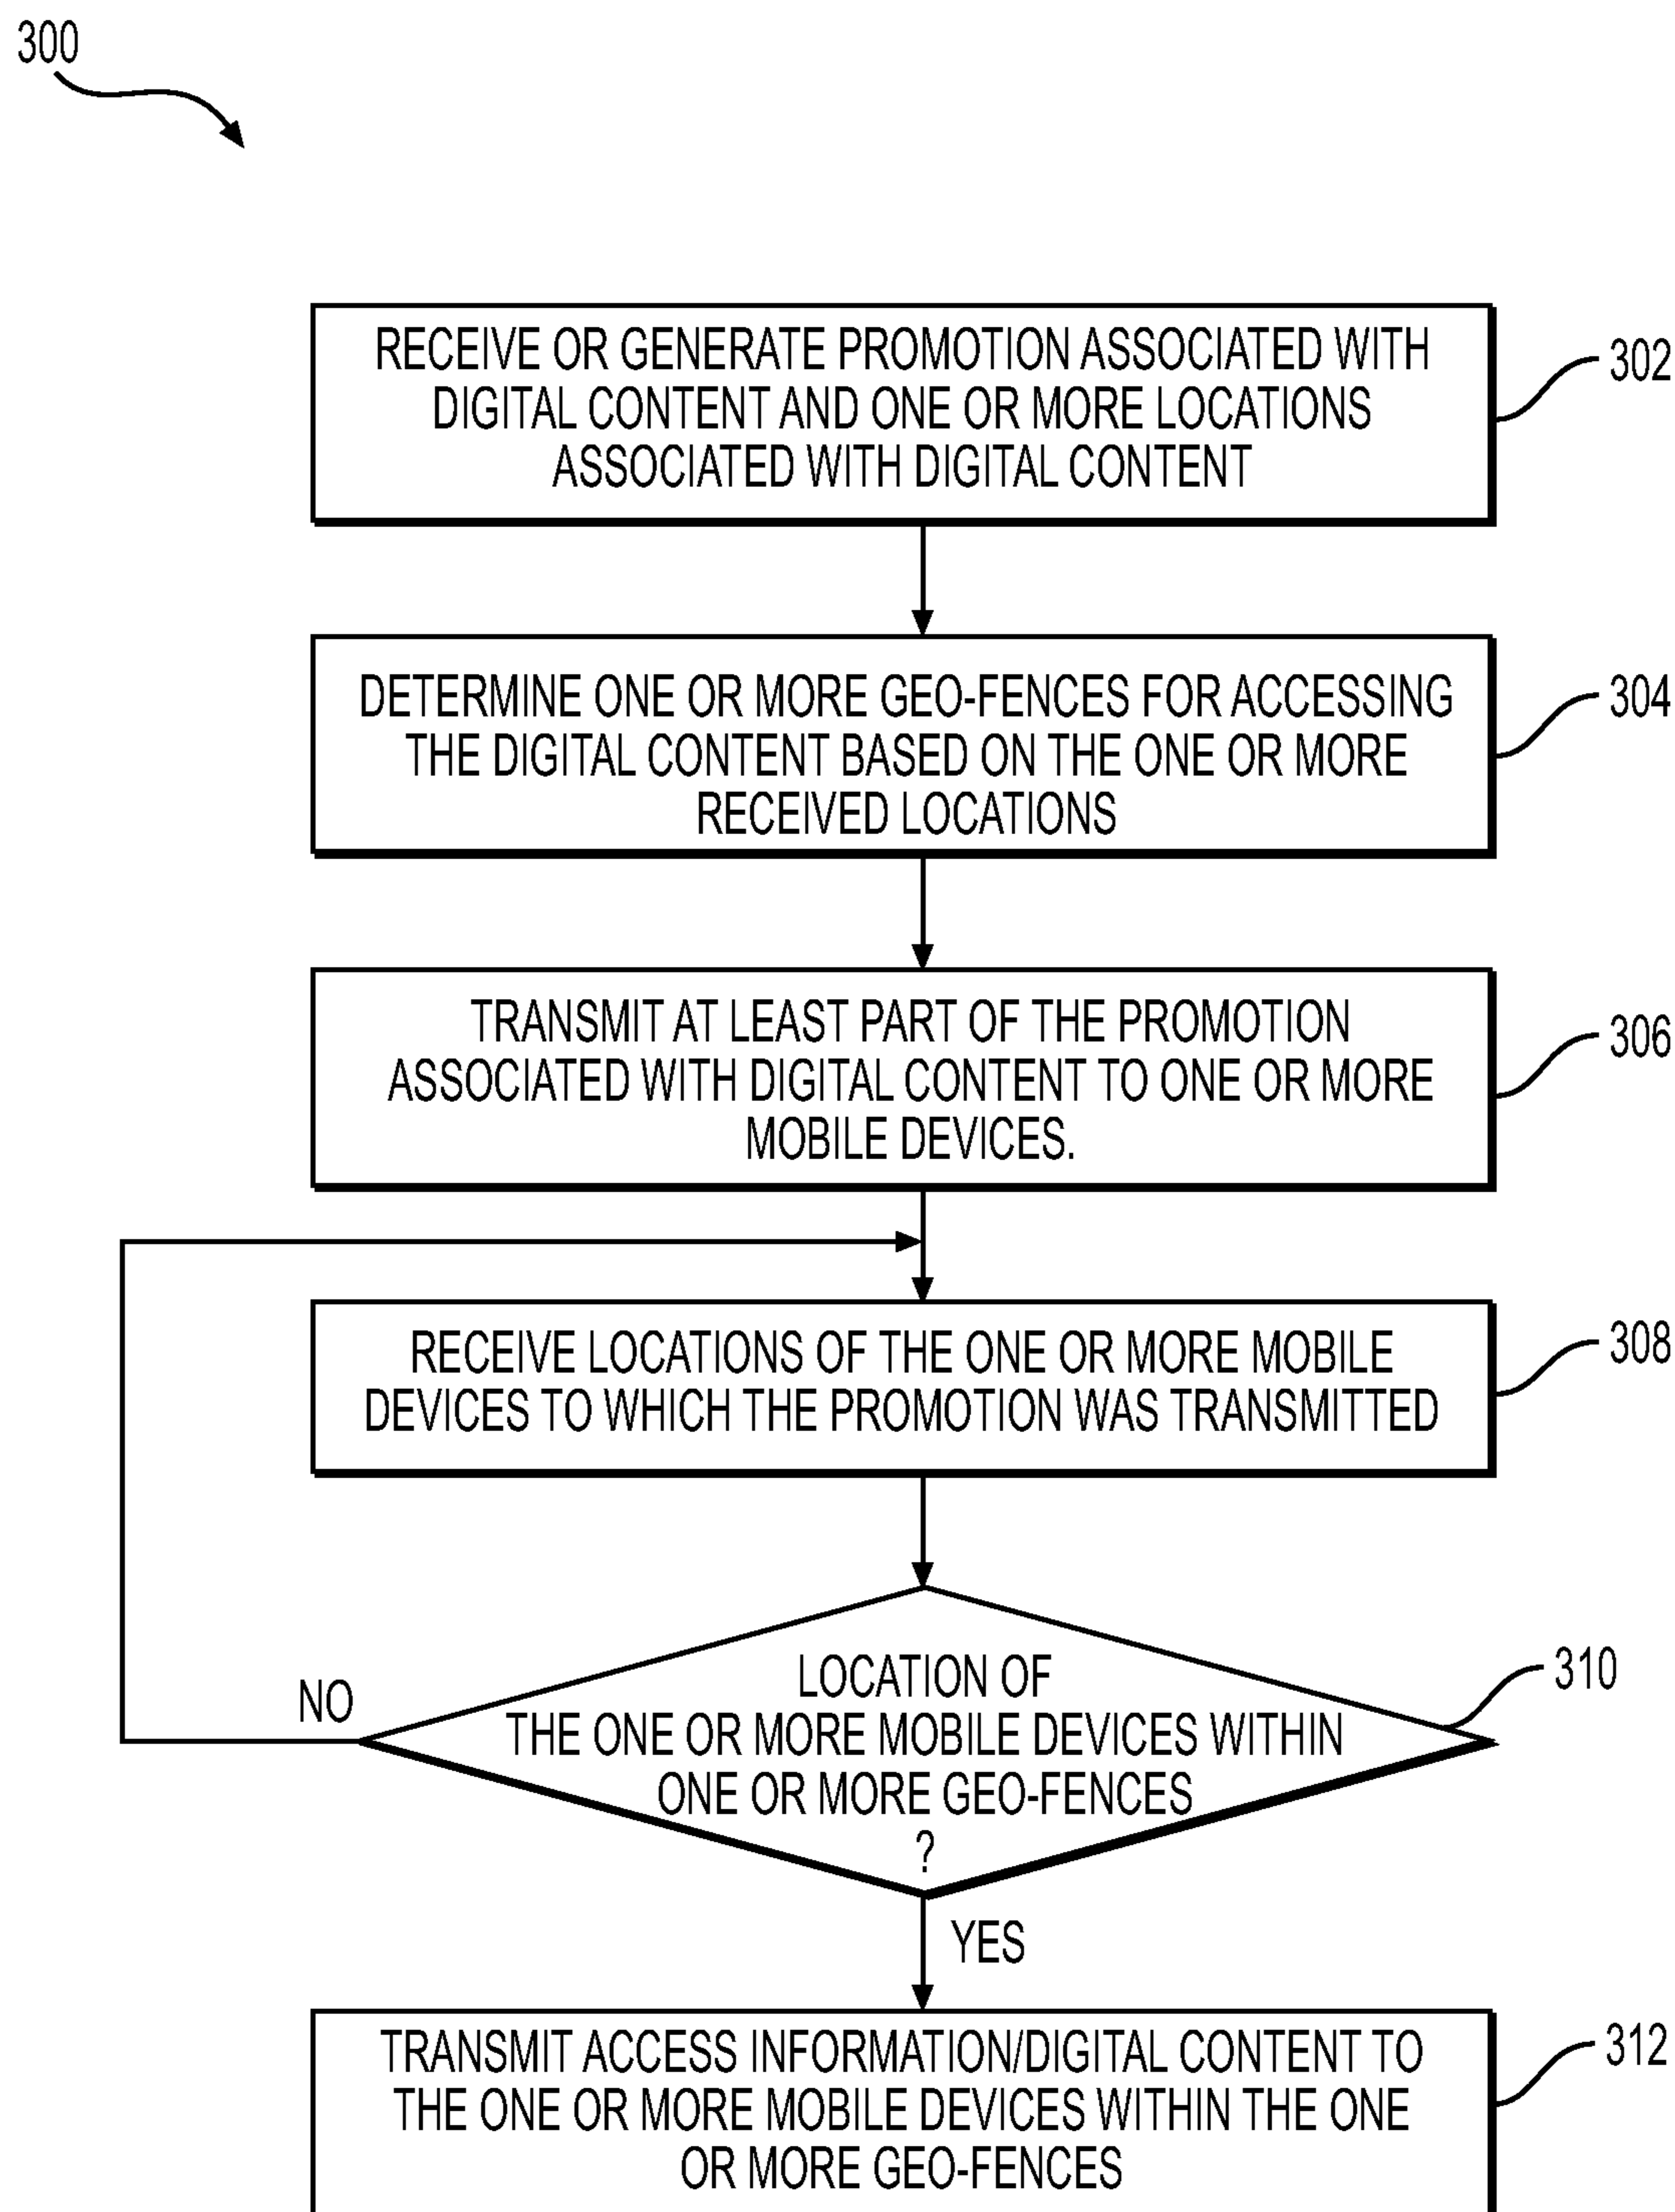 300
RECEIVE OR GENERATE PROMOTION ASSOCIATED WITH
DIGITAL CONTENT AND ONE OR MORE LOCATIONS
ASSOCIATED WITH DIGITAL CONTENT
302
DETERMINE ONE OR MORE GEO-FENCES FOR ACCESSING
THE DIGITAL CONTENT BASED ON THE ONE OR MORE
RECEIVED LOCATIONS
304
TRANSMIT AT LEAST PART OF THE PROMOTION
ASSOCIATED WITH DIGITAL CONTENT TO ONE OR MORE
MOBILE DEVICES.
306
RECEIVE LOCATIONS OF THE ONE OR MORE MOBILE
DEVICES TO WHICH THE PROMOTION WAS TRANSMITTED
308
LOCATION OF
THE ONE OR MORE MOBILE DEVICES WITHIN
ONE OR MORE GEO-FENCES
?
310
NO
YES
TRANSMIT ACCESS INFORMATION/DIGITAL CONTENT TO
THE ONE OR MORE MOBILE DEVICES WITHIN THE ONE
OR MORE GEO-FENCES
312